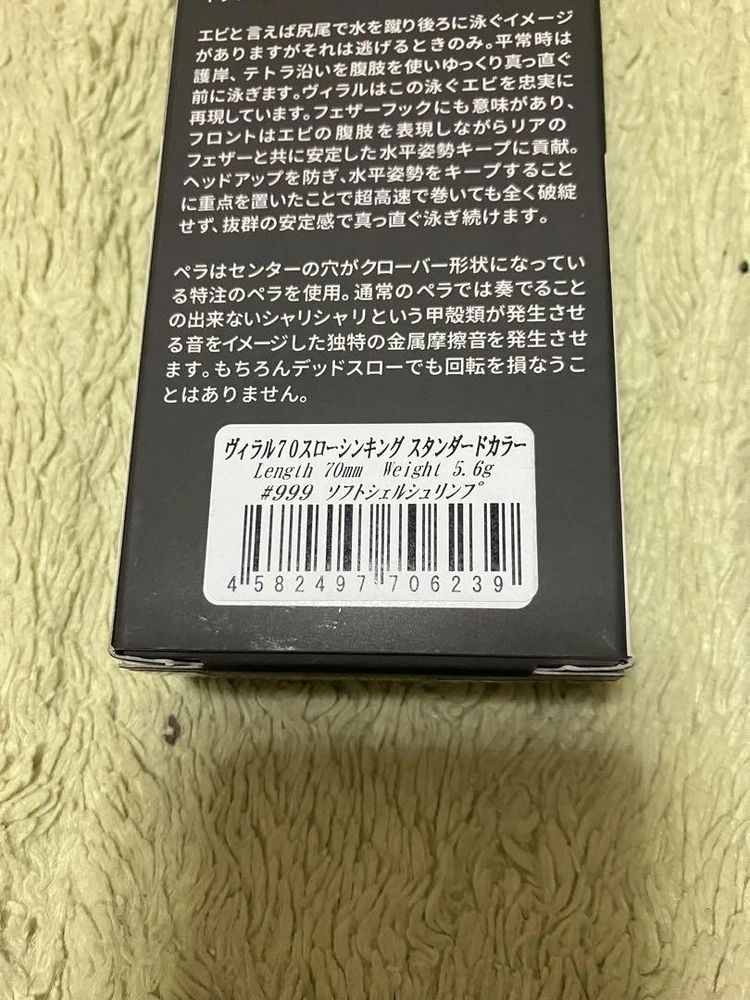 エビと言えば尻尾で水を蹴り後ろに泳ぐイメージ
がありますがそれは逃げるときのみ。平常時は
護岸、テトラ沿いを腹肢を使いゆっくり真っ直ぐ
前に泳ぎます。ヴィラルはこの泳ぐエビを忠実に
再現しています。フェザーフックにも意味があり、
フロントはエビの腹肢を表現しながらリアの
フェザーと共に安定した水平姿勢キープに貢献。
ヘッドアップを防ぎ、水平姿勢をキープすること
に重点を置いたことで超高速で巻いても全く破綻
せず、抜群の安定感で真っ直ぐ泳ぎ続けます。
ペラはセンターの穴がクローバー形状になってい
る特注のペラを使用。通常のペラでは奏でること
の出来ないシャリシャリという甲殻類が発生させ
る音をイメージした独特の金属摩擦音を発生させ
ます。もちろんデッドスローでも回転を損なうこ
とはありません。
ヴィラル70スローシンキング スタンダードカラー
Length 70mm Weight 5.6g
#999 ソフトシェルシュリンプ
4 582497 706239